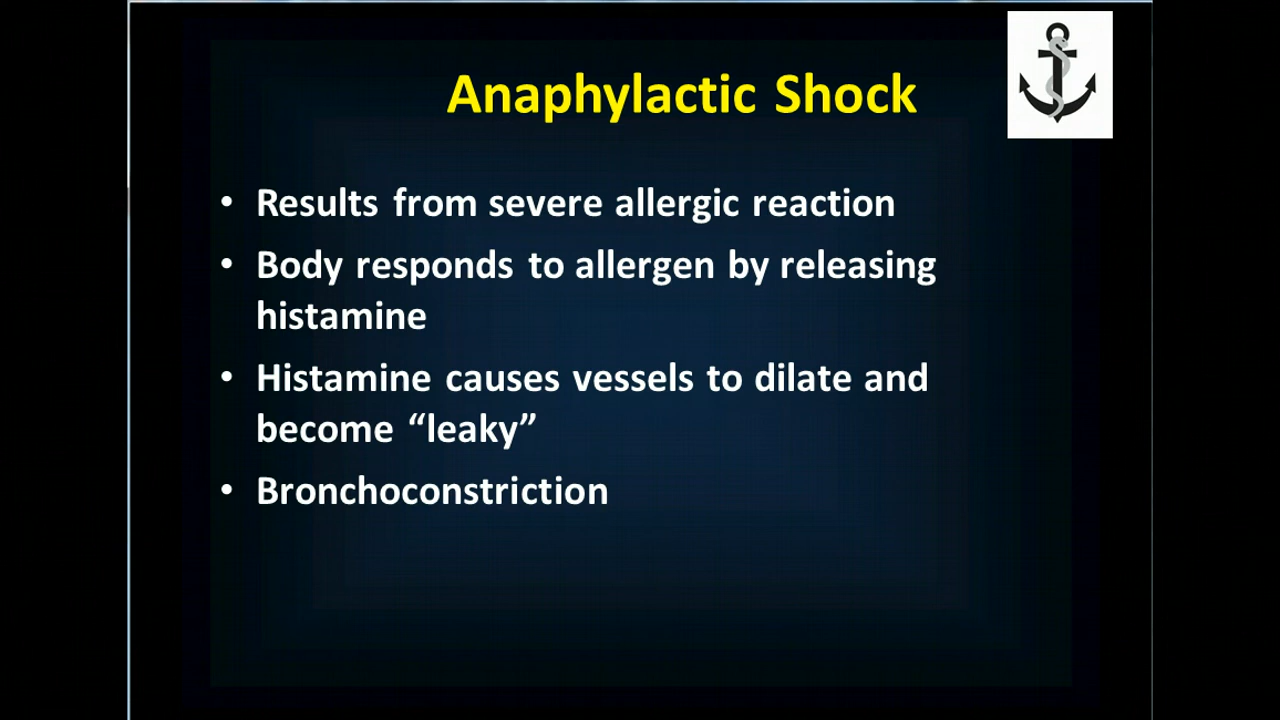 Anaphylactic Shock
• Results from severe allergic reaction
• Body responds to allergen by releasing
histamine
• Histamine causes vessels to dilate and
become “leaky”
• Bronchoconstriction